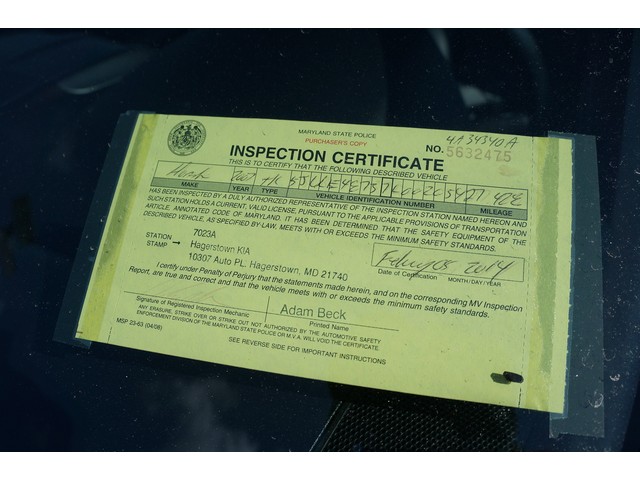 MARYLAND STATE POLICE
PURCHASER'S COPY
4A34340A
INSPECTION CERTIFICATE
NO. 5632475
THIS IS TO CERTIFY THAT THE FOLLOWING DESCRIBED VEHICLE
Honda 2007
MAKE YEAR TYPE VEHICLE IDENTIFICATION NUMBER MILEAGE
HAS BEEN INSPECTED BY A DULY AUTHORIZED REPRESENTATIVE OF THE INSPECTION STATION NAMED HEREON AND
SUCH STATION HOLDS A CURRENT, VALID LICENSE, PURSUANT TO THE APPLICABLE PROVISIONS OF TRANSPORTATION
ARTICLE, ANNOTATED CODE OF MARYLAND. IT HAS BEEN DETERMINED THAT THE SAFETY EQUIPMENT OF THE
DESCRIBED VEHICLE, AS SPECIFIED BY LAW, MEETS WITH OR EXCEEDS THE MINIMUM SAFETY STANDARDS.
STATION STAMP → 7023A
Hagerstown KIA
10307 Auto PL. Hagerstown, MD 21740
2014
Date of Certification MONTH/DAY/YEAR
I certify under Penalty of Perjury that the statements made herein, and on the corresponding MV Inspection
Report, are true and correct and that the vehicle meets with or exceeds the minimum safety standards.
Adam Beck
Signature of Registered Inspection Mechanic Printed Name
ANY ERASURE, STRIKE OVER OR STRIKE OUT NOT AUTHORIZED BY THE AUTOMOTIVE SAFETY
ENFORCEMENT DIVISION OF THE MARYLAND STATE POLICE OR M.V.A. WILL VOID THE CERTIFICATE.
MSP 23-63 (04/08)
SEE REVERSE SIDE FOR IMPORTANT INSTRUCTIONS